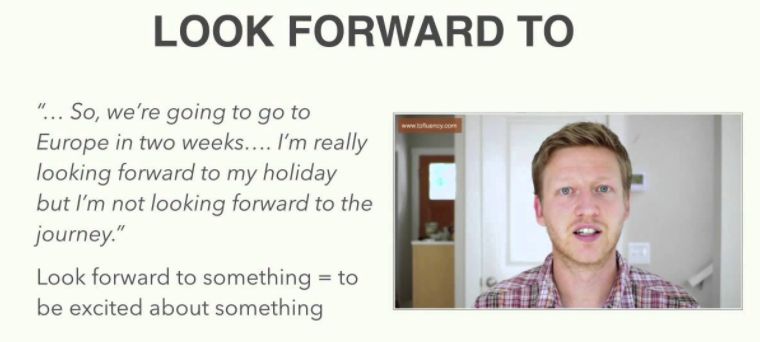 LOOK FORWARD TO
“… So, we’re going to go to
Europe in two weeks…. I’m really
looking forward to my holiday
but I’m not looking forward to the
journey.”
Look forward to something = to
be excited about something
www.tofluency.com